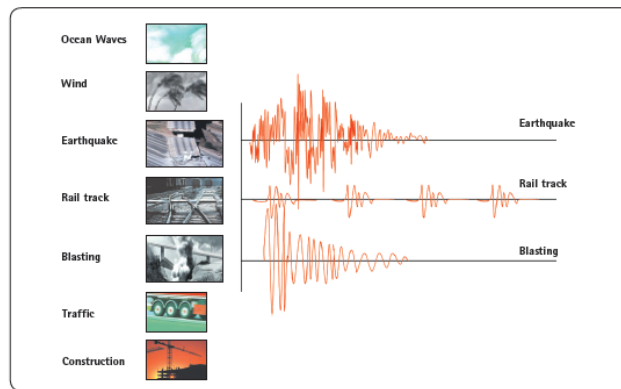 Ocean Waves
Wind
Earthquake
Earthquake
Rail track
Rail track
Blasting
Blasting
Traffic
Construction